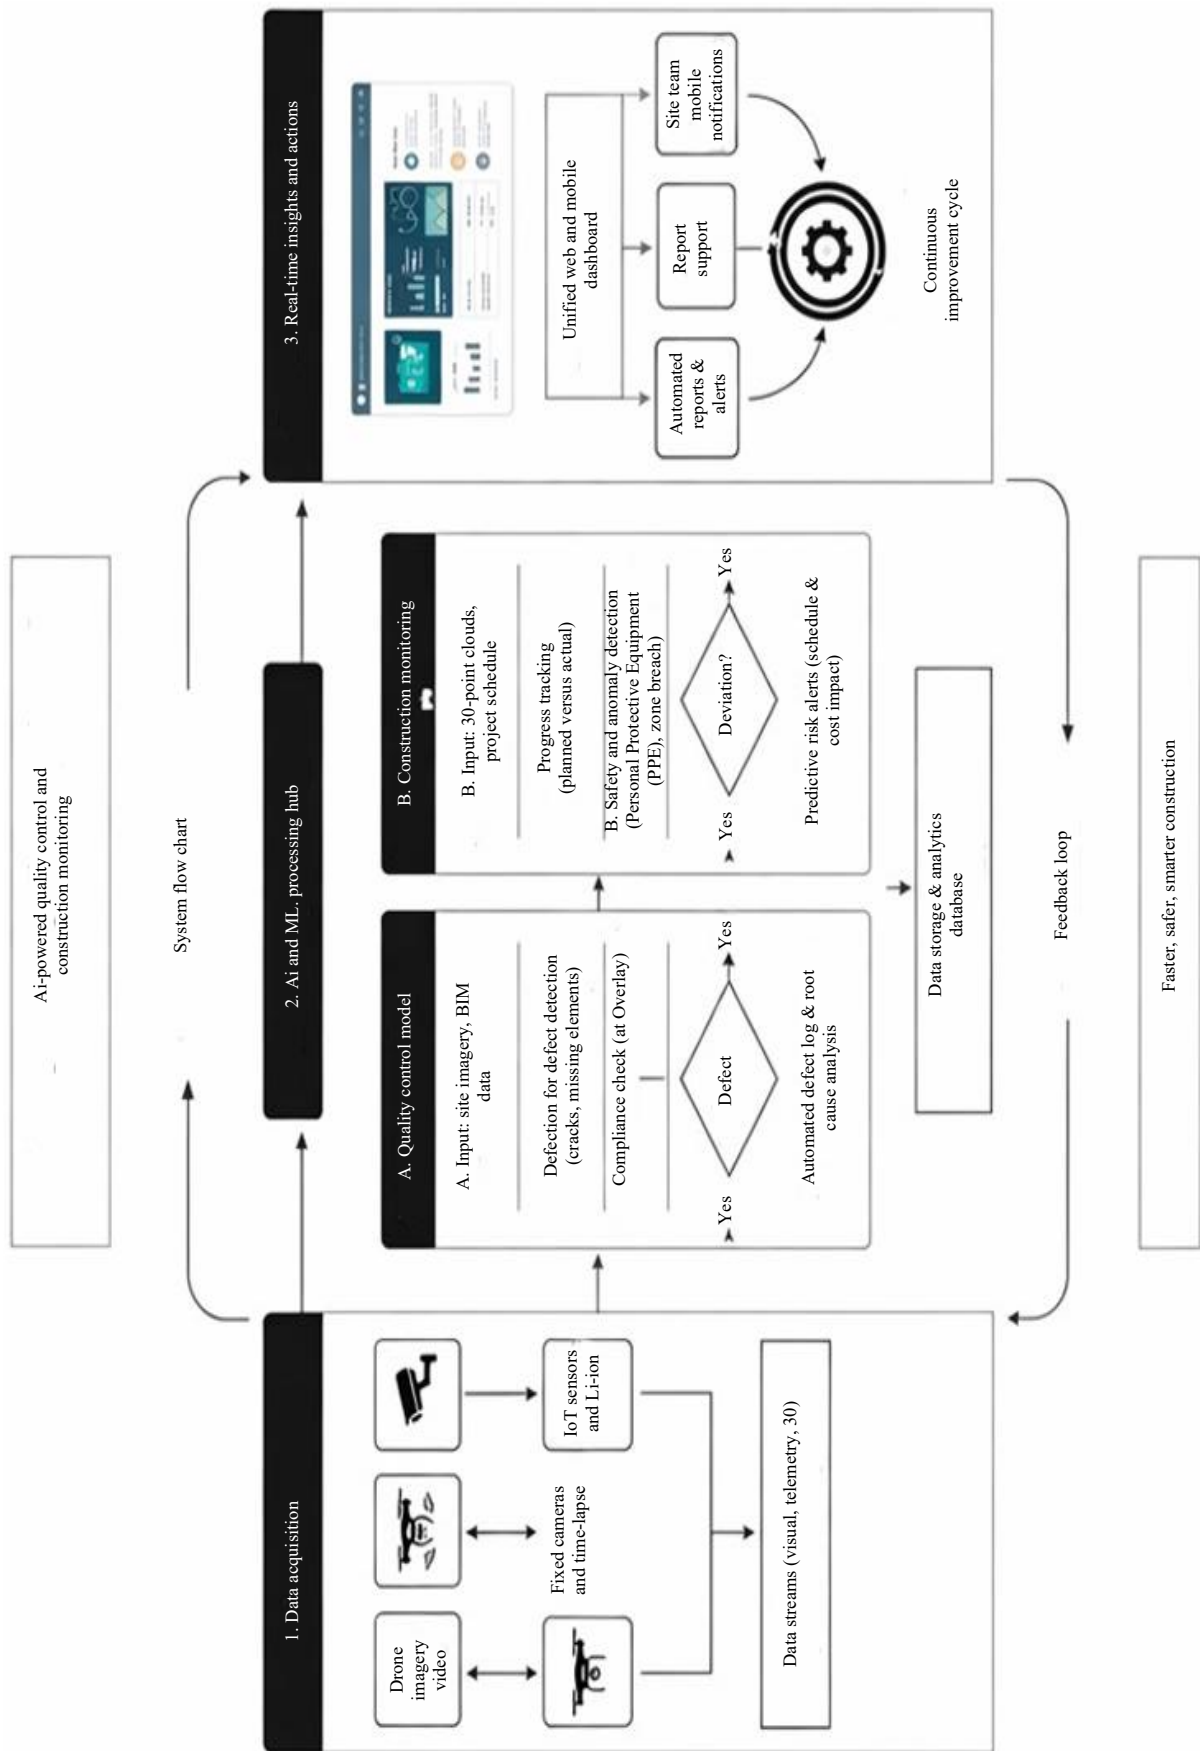 Ai-powered quality control and
construction monitoring
System flow chart
1. Data acquisition
Drone
imagery
video
Fixed cameras
and time-lapse
IoT sensors
and Li-ion
Data streams (visual, telemetry, 30)
2. Ai and ML. processing hub
A. Quality control model
A. Input: site imagery, BIM
data
Defection for defect detection
(cracks, missing elements)
Compliance check (at Overlay)
Yes
Defect
Yes
Automated defect log & root
cause analysis
B. Construction monitoring
B. Input: 30-point clouds,
project schedule
Progress tracking
(planned versus actual)
B. Safety and anomaly detection
(Personal Protective Equipment
(PPE), zone breach)
Yes
Deviation?
Yes
Predictive risk alerts (schedule &
cost impact)
Data storage & analytics
database
3. Real-time insights and actions
Unified web and mobile
dashboard
Automated
reports &
alerts
Report
support
Site team
mobile
notifications
Continuous
improvement cycle
Feedback loop
Faster, safer, smarter construction